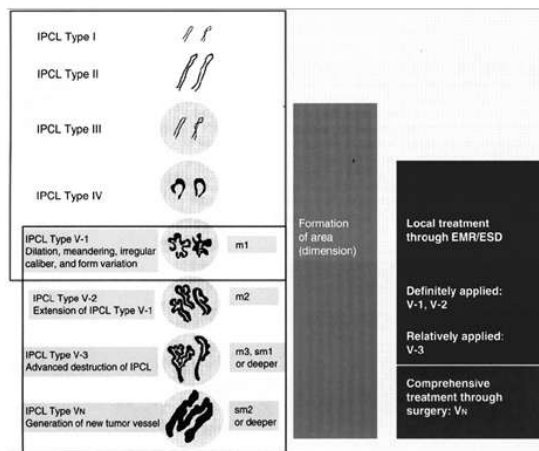 IPCL Type I
IPCL Type II
IPCL Type III
IPCL Type IV
IPCL Type V-1
Dilation, meandering, irregular
caliber, and form variation
m1
IPCL Type V-2
Extension of IPCL Type V-1
m2
IPCL Type V-3
Advanced destruction of IPCL
m3, sm1
or deeper
IPCL Type VN
Generation of new tumor vessel
sm2
or deeper
Formation
of area
(dimension)
Local treatment
through EMR/ESD
Definitely applied:
V-1, V-2
Relatively applied:
V-3
Comprehensive
treatment through
surgery: VN